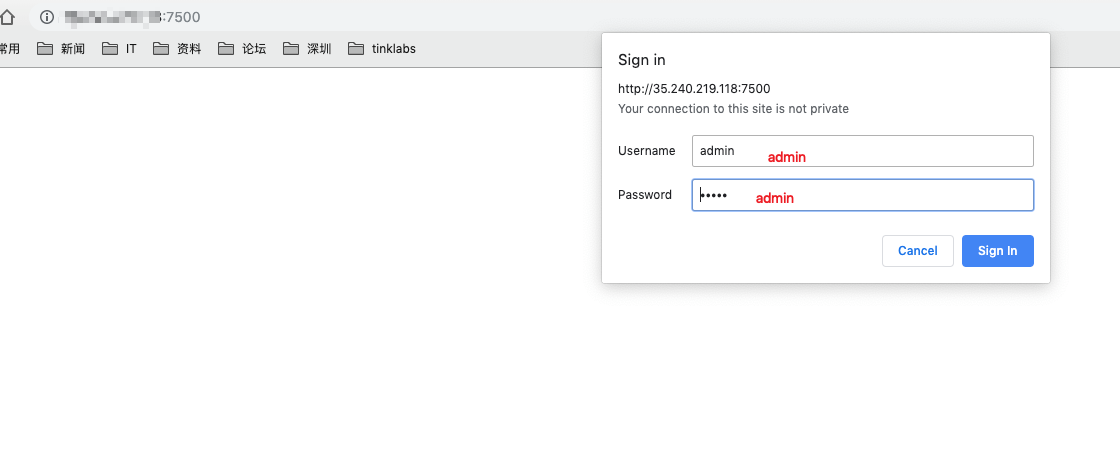 :7500
常用 新闻 IT 资料 论坛 深圳 tinklabs
Sign in
http://35.240.219.118:7500
Your connection to this site is not private
Username admin admin
Password ••••• admin
Cancel Sign In